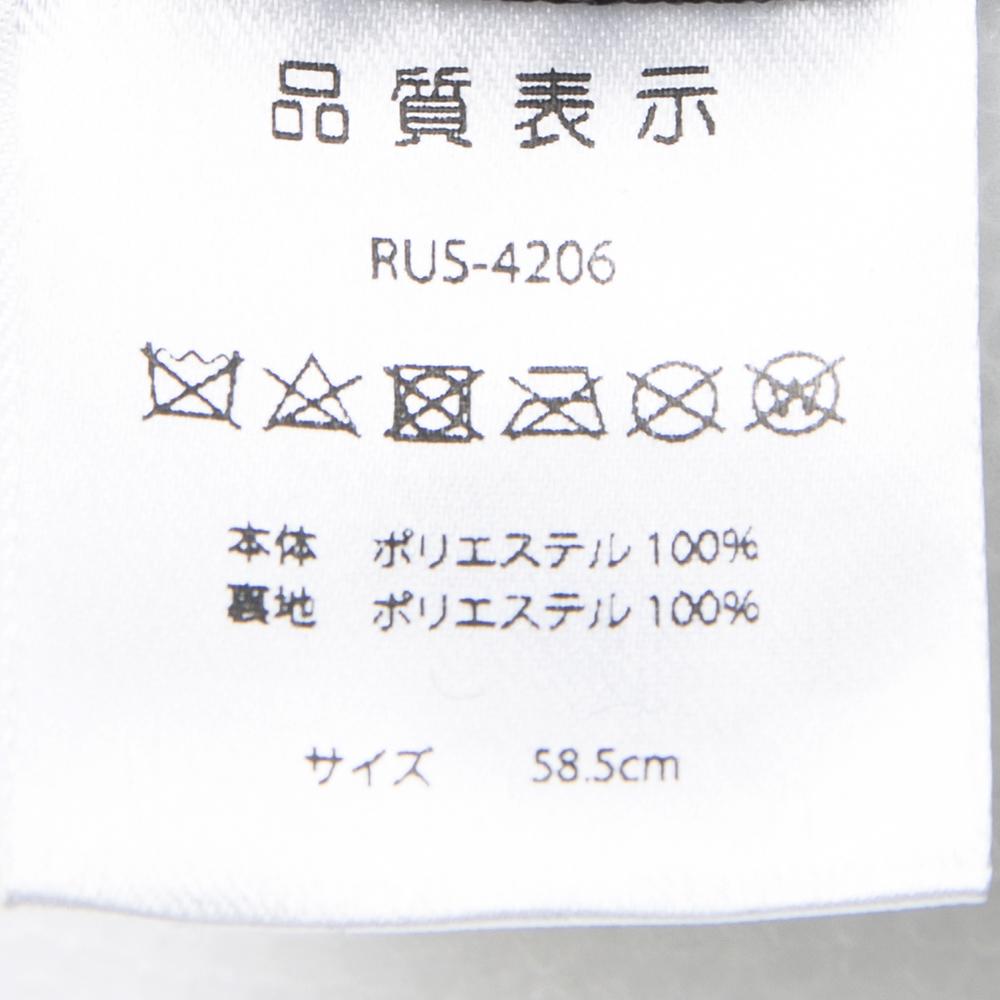 品質表示
RUS-4206
W
本体 ポリエステル 100%
裏地 ポリエステル 100%
サイズ 58.5cm